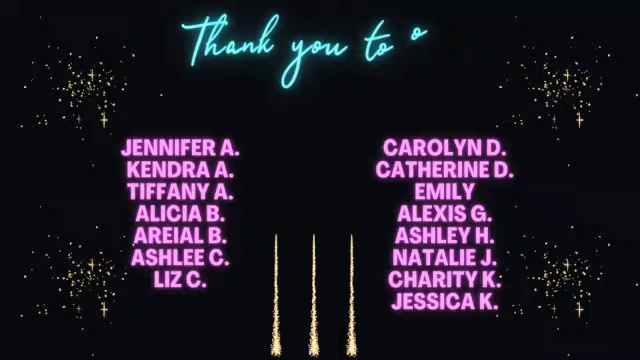 Thank you to o
JENNIFER A.
KENDRA A.
TIFFANY A.
ALICIA B.
AREIAL B.
ASHLEE C.
LIZ C.
CAROLYN D.
CATHERINE D.
EMILY
ALEXIS G.
ASHLEY H.
NATALIE J.
CHARITY K.
JESSICA K.